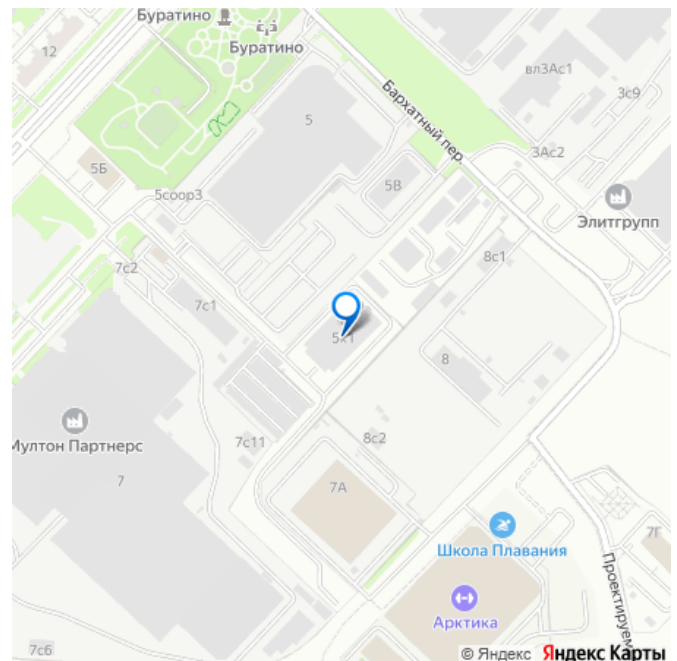 Буратино
12
Буратино
вл3Ас1
3с9
5
Бархатный пер.
3Ас2
5Б
5В
5соор3
Элитгрупп
8с1
7с2
7с1
5к1
8
Мултон Партнерс
7с11
8с2
7
7А
7Г
Школа Плавания
Проектируем
Арктика
7с6
© Яндекс Яндекс Карты